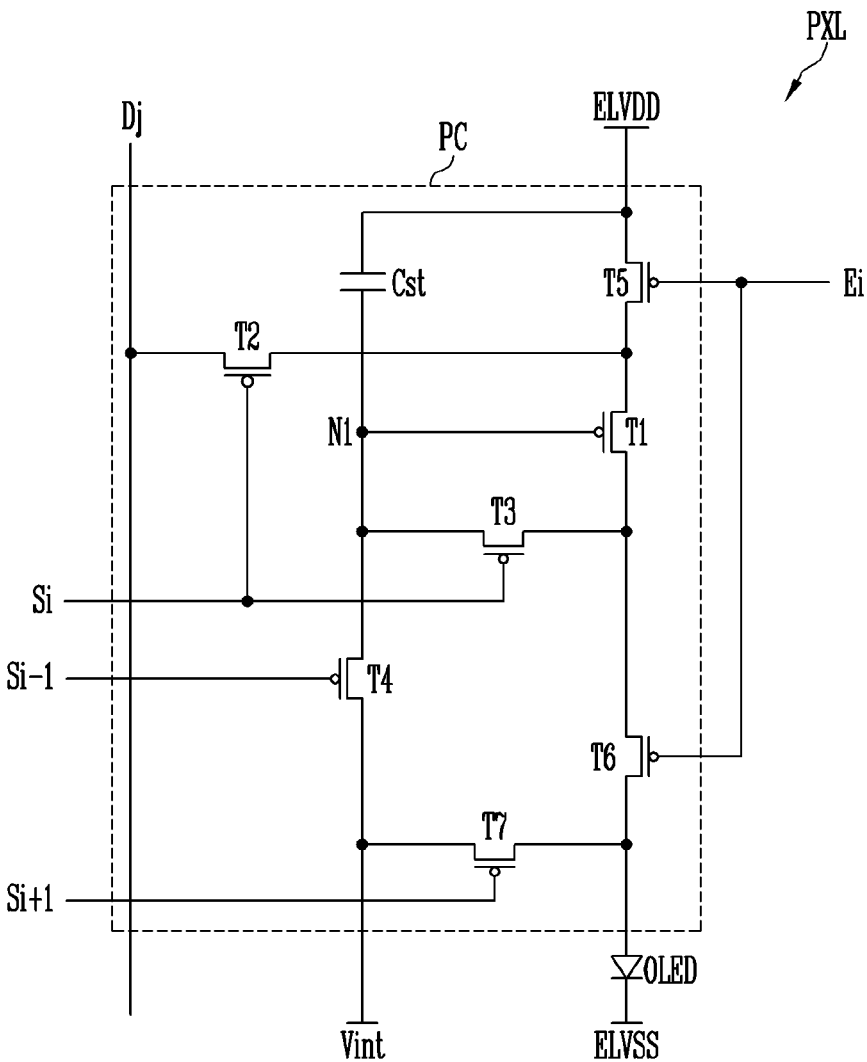 PXL
ELVDD
Dj
PC
Cst
T5
Ei
T2
N1
T1
T3
Si
Si-1
T4
T6
T7
Si+1
OLED
Vint
ELVSS